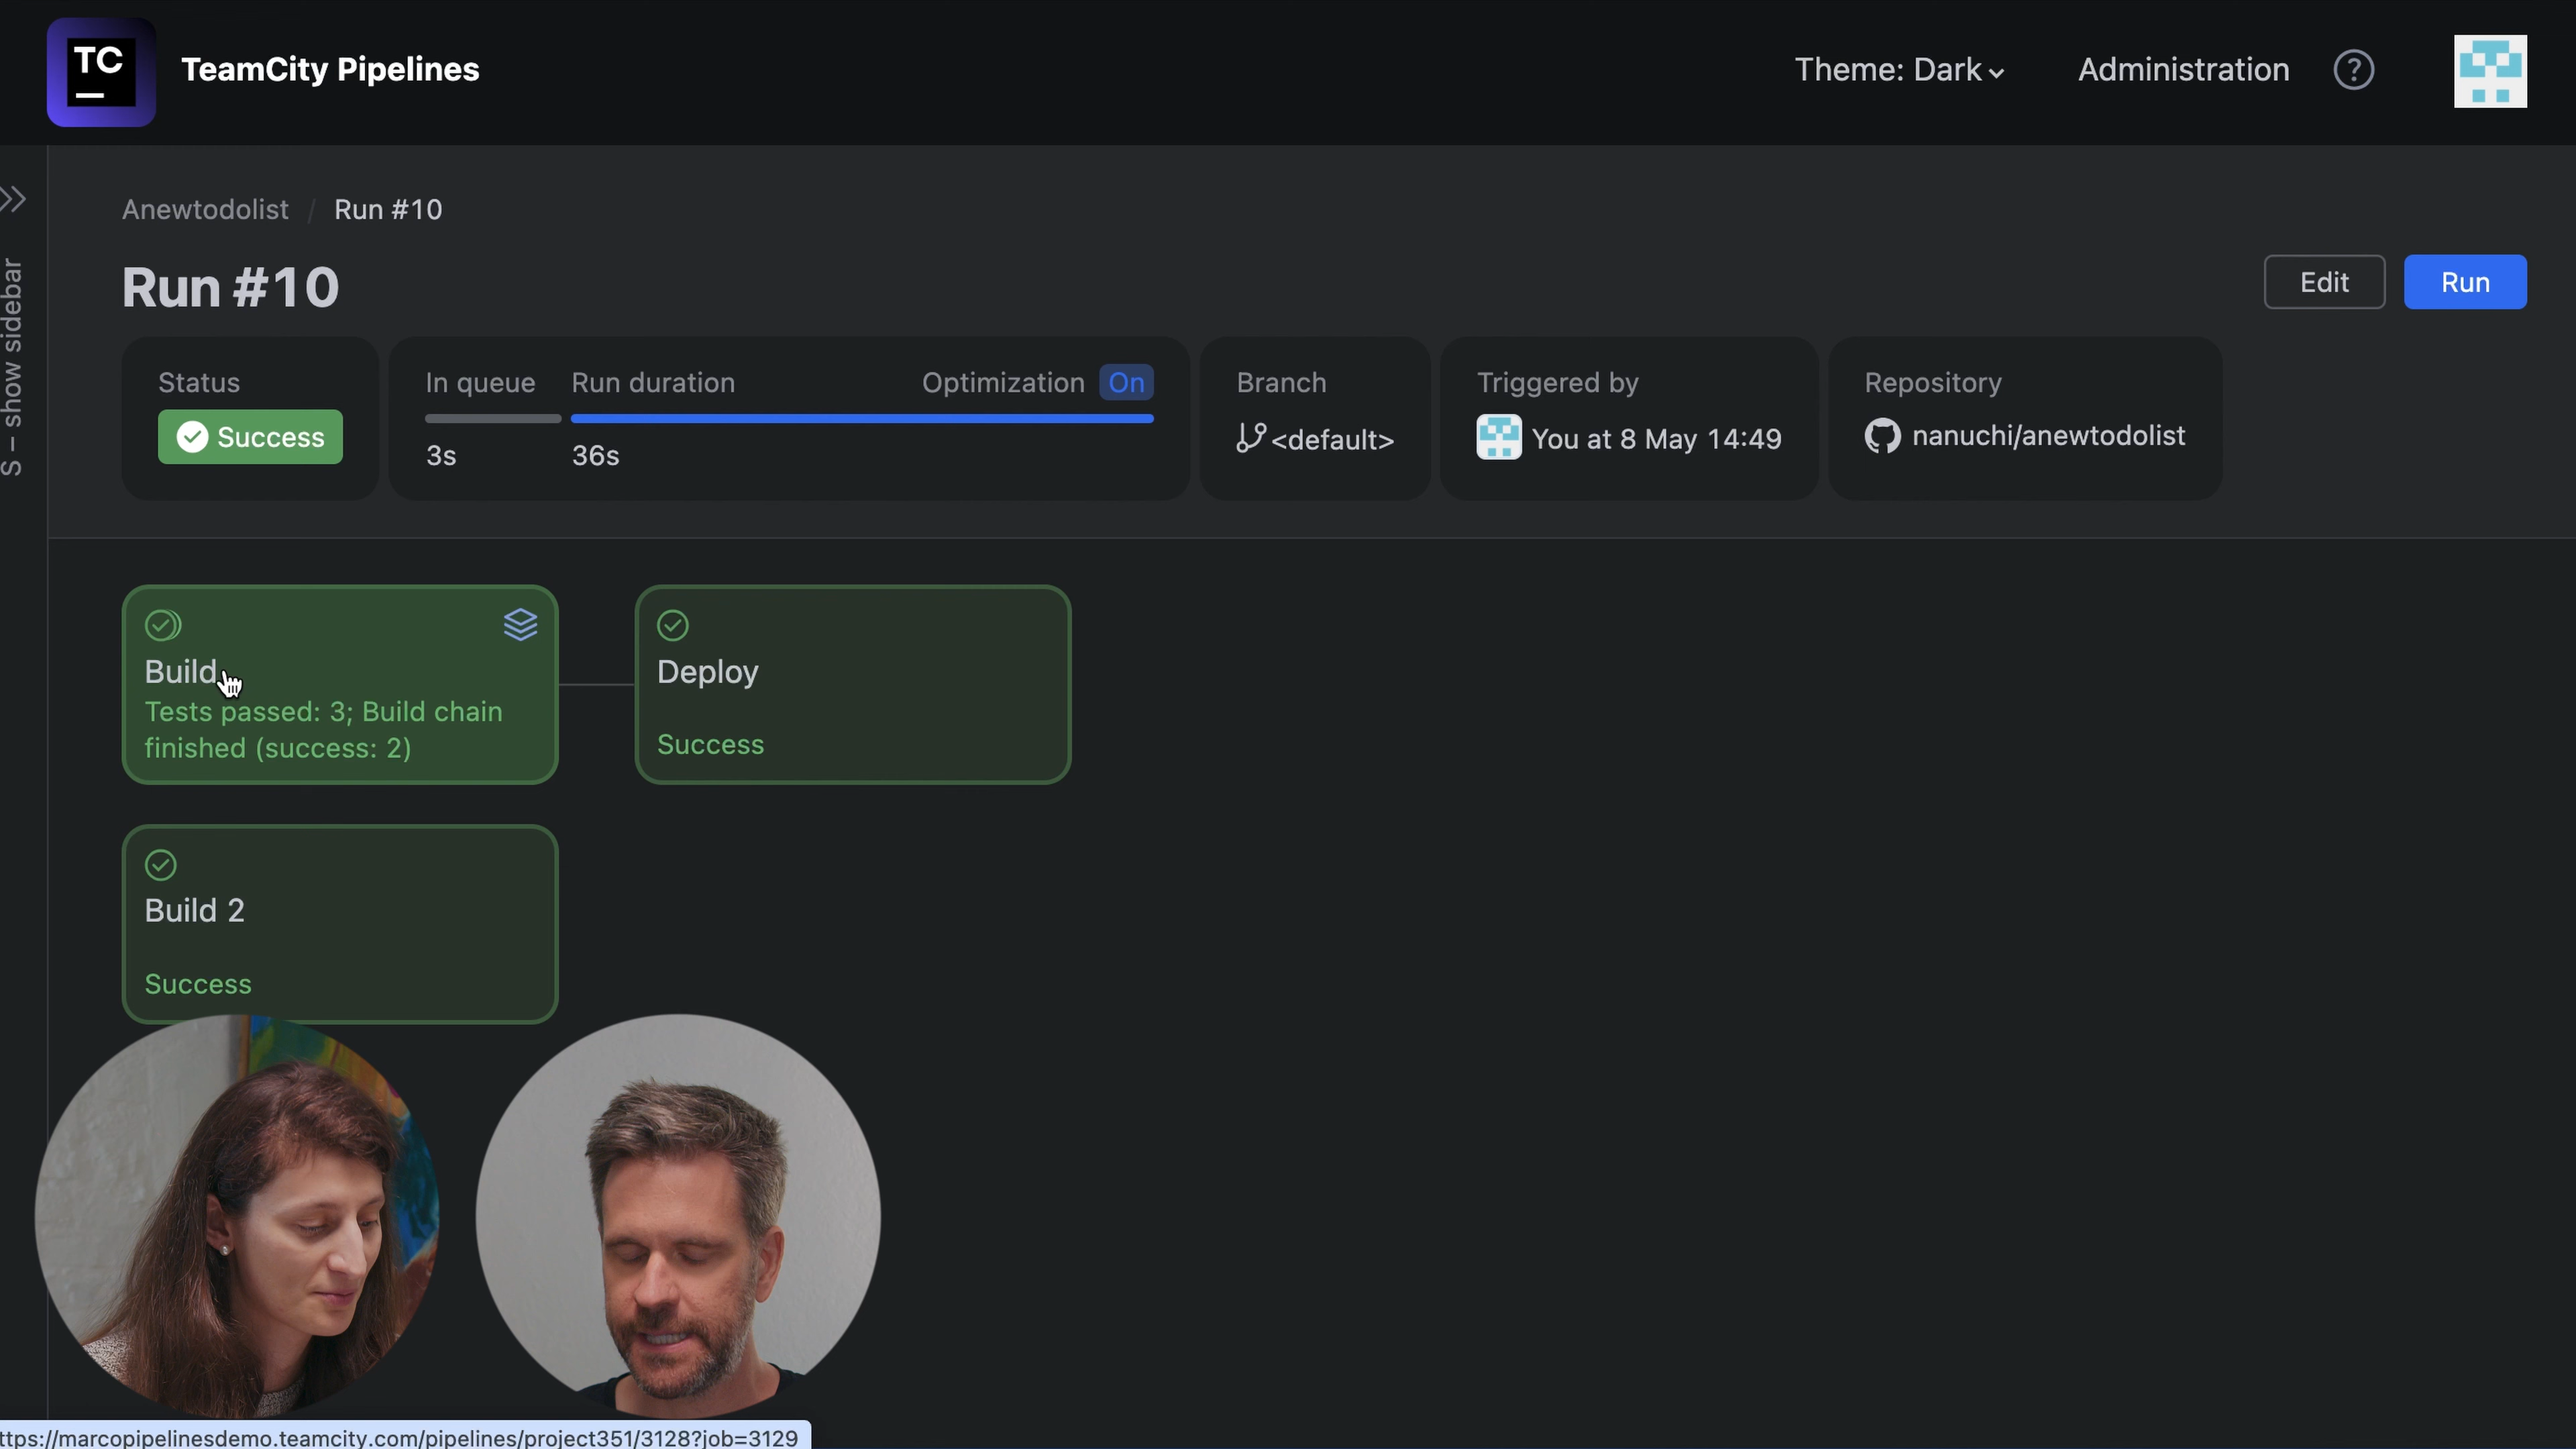 TC
TeamCity Pipelines
Theme: Dark
Administration
?
S – show sidebar
Anewtodolist / Run #10
Run #10
Edit
Run
Status
Success
In queue
Run duration
Optimization On
3s
36s
Branch
<default>
Triggered by
You at 8 May 14:49
Repository
nanuchi/anewtodolist
Build
Tests passed: 3; Build chain
finished (success: 2)
Deploy
Success
Build 2
Success
ttps://marcopipelinesdemo.teamcity.com/pipelines/project351/3128?job=3129